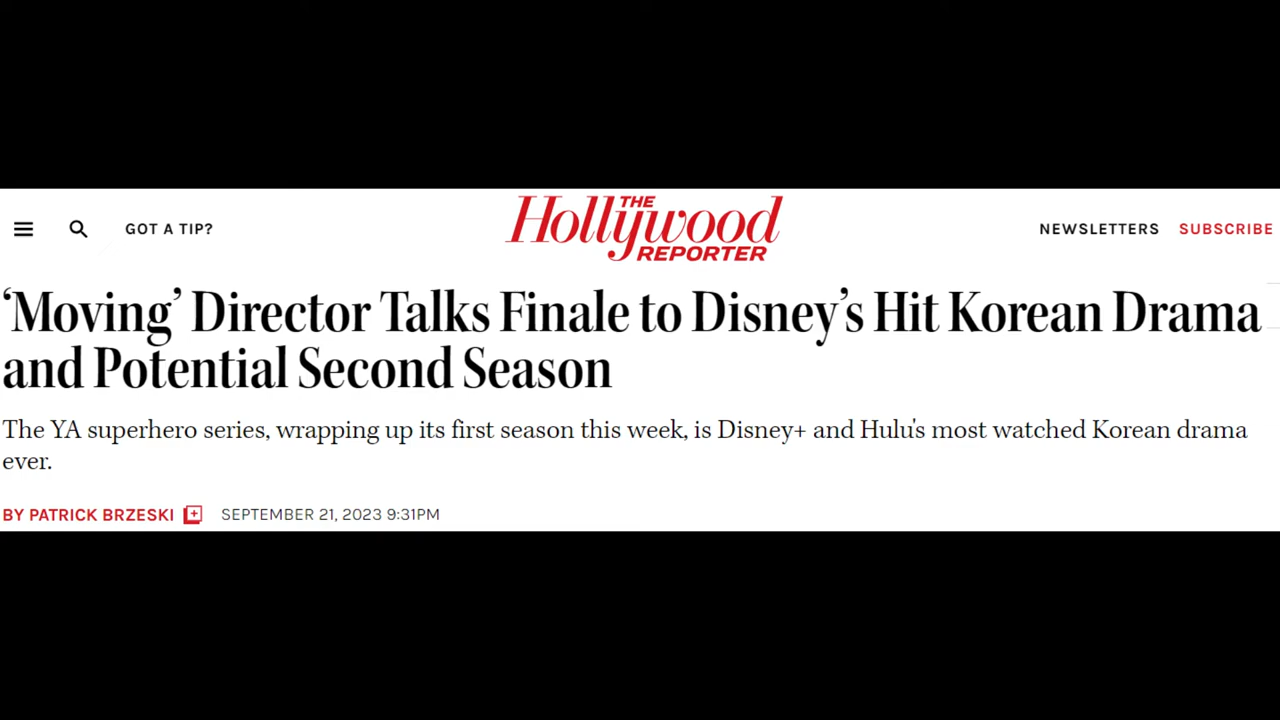 GOT A TIP?
THE
Hollywood
REPORTER
NEWSLETTERS SUBSCRIBE
‘Moving’ Director Talks Finale to Disney’s Hit Korean Drama
and Potential Second Season
The YA superhero series, wrapping up its first season this week, is Disney+ and Hulu's most watched Korean drama
ever.
BY PATRICK BRZESKI SEPTEMBER 21, 2023 9:31PM